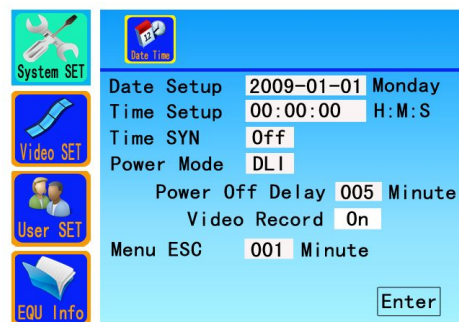 System SET
Date Time
Date Setup 2009-01-01 Monday
Time Setup 00:00:00 H:M:S
Video SET
Time SYN Off
Power Mode DLI
Power Off Delay 005 Minute
User SET
Video Record On
Menu ESC 001 Minute
EQU Info
Enter